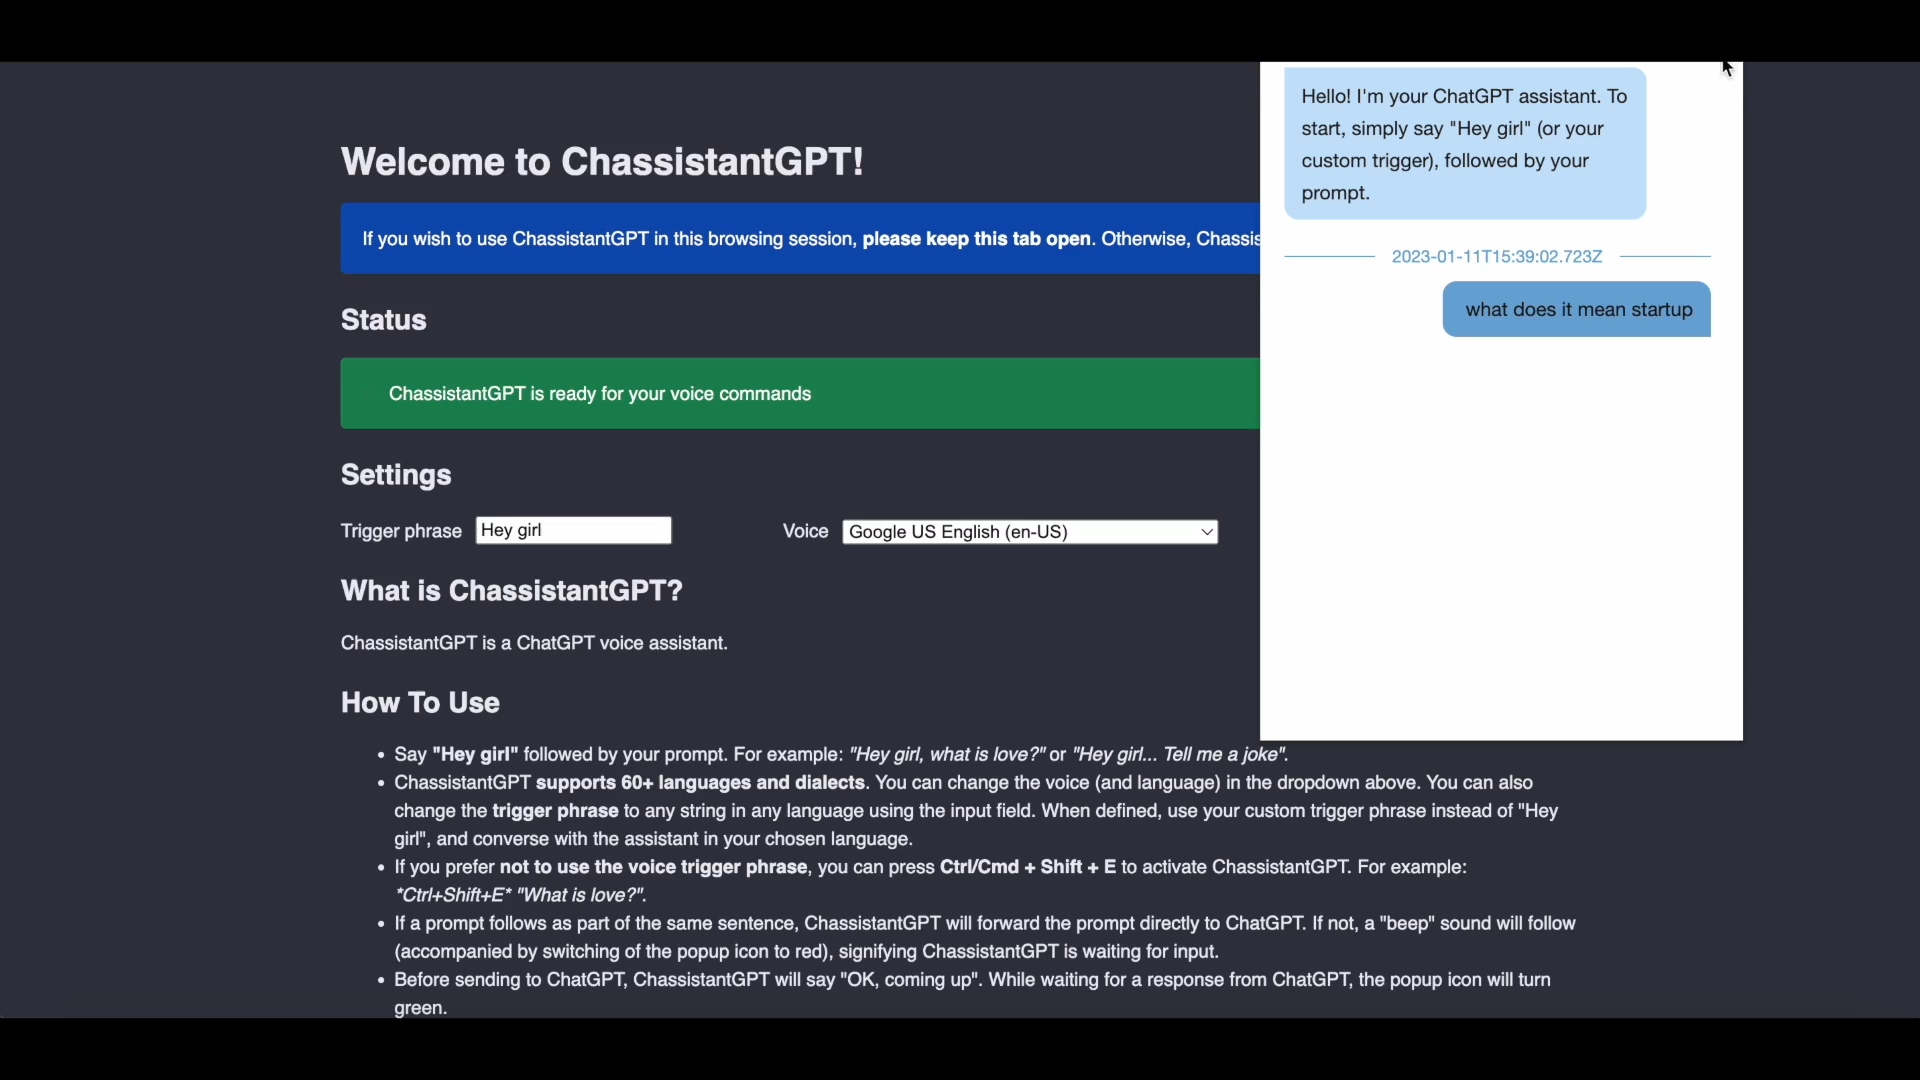 Welcome to ChassistantGPT!
If you wish to use ChassistantGPT in this browsing session, please keep this tab open. Otherwise, Chassis
Status
ChassistantGPT is ready for your voice commands
Settings
Trigger phrase Hey girl Voice Google US English (en-US)
What is ChassistantGPT?
ChassistantGPT is a ChatGPT voice assistant.
How To Use
• Say "Hey girl" followed by your prompt. For example: "Hey girl, what is love?" or "Hey girl... Tell me a joke".
• ChassistantGPT supports 60+ languages and dialects. You can change the voice (and language) in the dropdown above. You can also
change the trigger phrase to any string in any language using the input field. When defined, use your custom trigger phrase instead of "Hey
girl", and converse with the assistant in your chosen language.
• If you prefer not to use the voice trigger phrase, you can press Ctrl/Cmd + Shift + E to activate ChassistantGPT. For example:
*Ctrl+Shift+E* "What is love?".
• If a prompt follows as part of the same sentence, ChassistantGPT will forward the prompt directly to ChatGPT. If not, a "beep" sound will follow
(accompanied by switching of the popup icon to red), signifying ChassistantGPT is waiting for input.
• Before sending to ChatGPT, ChassistantGPT will say "OK, coming up". While waiting for a response from ChatGPT, the popup icon will turn
green.
Hello! I'm your ChatGPT assistant. To
start, simply say "Hey girl" (or your
custom trigger), followed by your
prompt.
2023-01-11T15:39:02.723Z
what does it mean startup